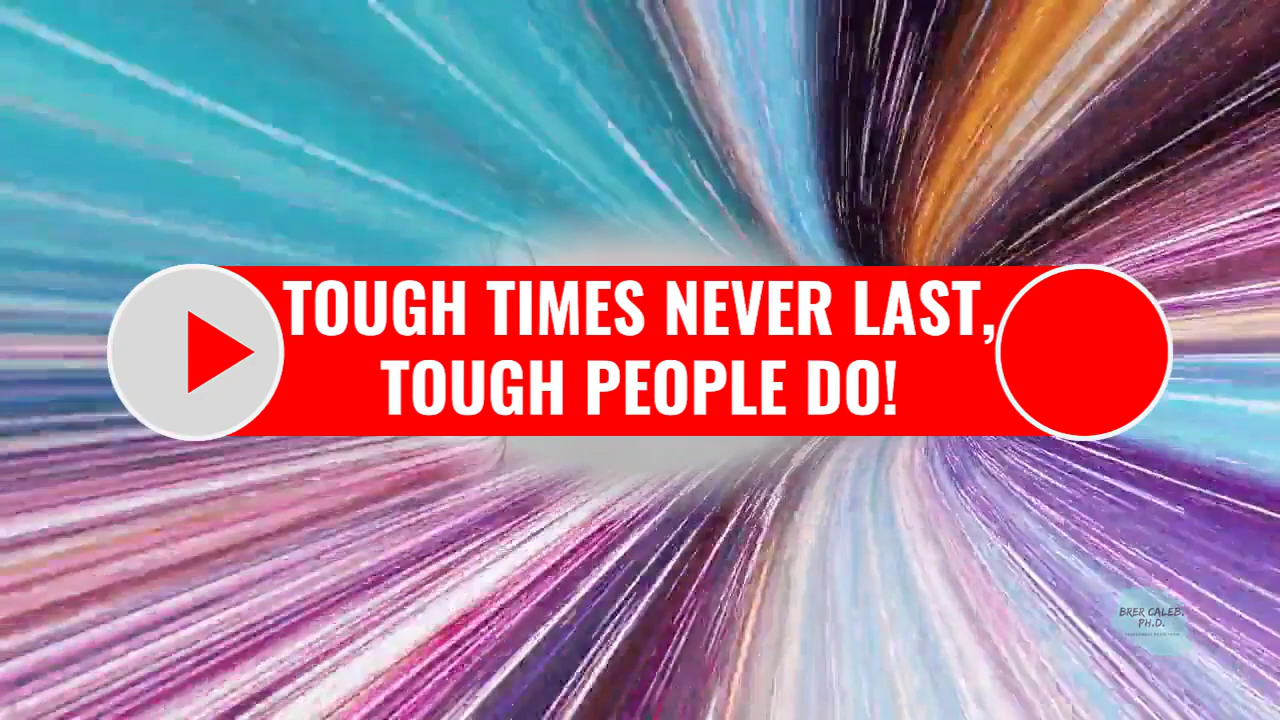 TOUGH TIMES NEVER LAST,
TOUGH PEOPLE DO!
BRER CALEB.
PH.D.